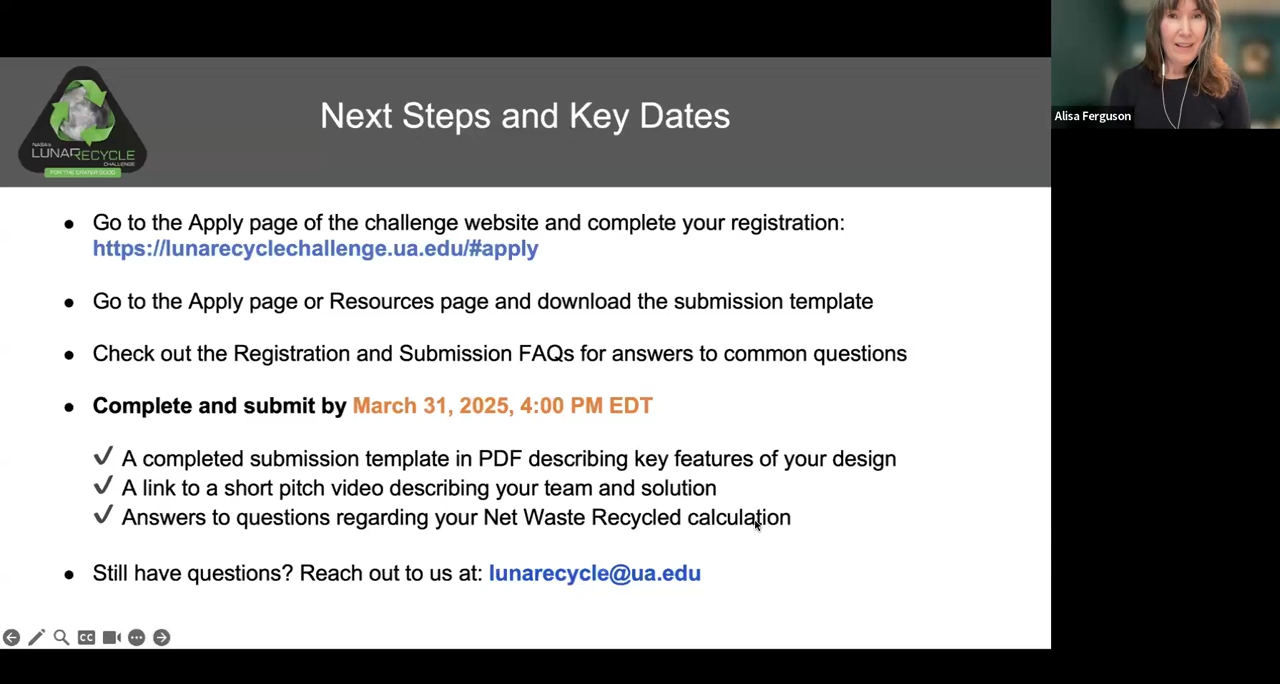 Next Steps and Key Dates
NASA's
LUNARECYCLE
CHALLENGE
FOR THE CRATER GOOD
Alisa Ferguson
● Go to the Apply page of the challenge website and complete your registration:
https://lunarecyclechallenge.ua.edu/#apply
● Go to the Apply page or Resources page and download the submission template
● Check out the Registration and Submission FAQs for answers to common questions
● Complete and submit by March 31, 2025, 4:00 PM EDT
✓ A completed submission template in PDF describing key features of your design
✓ A link to a short pitch video describing your team and solution
✓ Answers to questions regarding your Net Waste Recycled calculation
● Still have questions? Reach out to us at: lunarecycle@ua.edu
CC